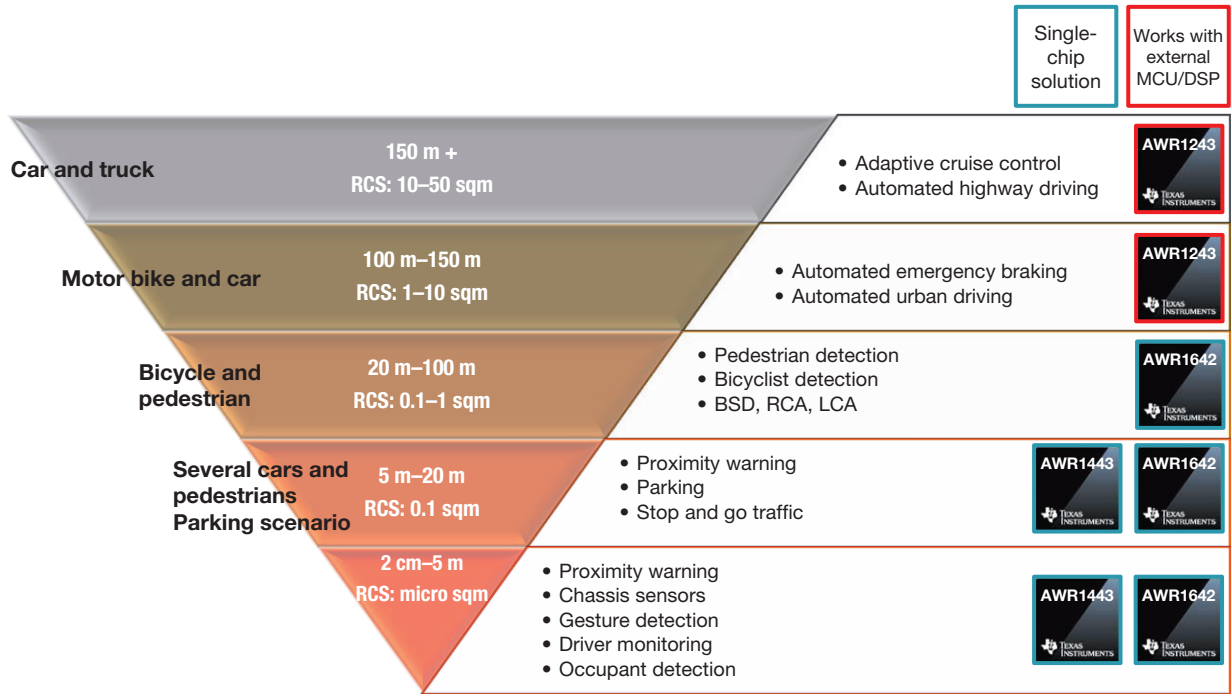 Single-
chip
solution
Works with
external
MCU/DSP
Car and truck
150 m +
RCS: 10–50 sqm
• Adaptive cruise control
• Automated highway driving
AWR1243
TEXAS
INSTRUMENTS
Motor bike and car
100 m–150 m
RCS: 1–10 sqm
• Automated emergency braking
• Automated urban driving
AWR1243
TEXAS
INSTRUMENTS
Bicycle and
pedestrian
20 m–100 m
RCS: 0.1–1 sqm
• Pedestrian detection
• Bicyclist detection
• BSD, RCA, LCA
AWR1642
TEXAS
INSTRUMENTS
Several cars and
pedestrians
Parking scenario
5 m–20 m
RCS: 0.1 sqm
• Proximity warning
• Parking
• Stop and go traffic
AWR1443
TEXAS
INSTRUMENTS
AWR1642
TEXAS
INSTRUMENTS
2 cm–5 m
RCS: micro sqm
• Proximity warning
• Chassis sensors
• Gesture detection
• Driver monitoring
• Occupant detection
AWR1443
TEXAS
INSTRUMENTS
AWR1642
TEXAS
INSTRUMENTS